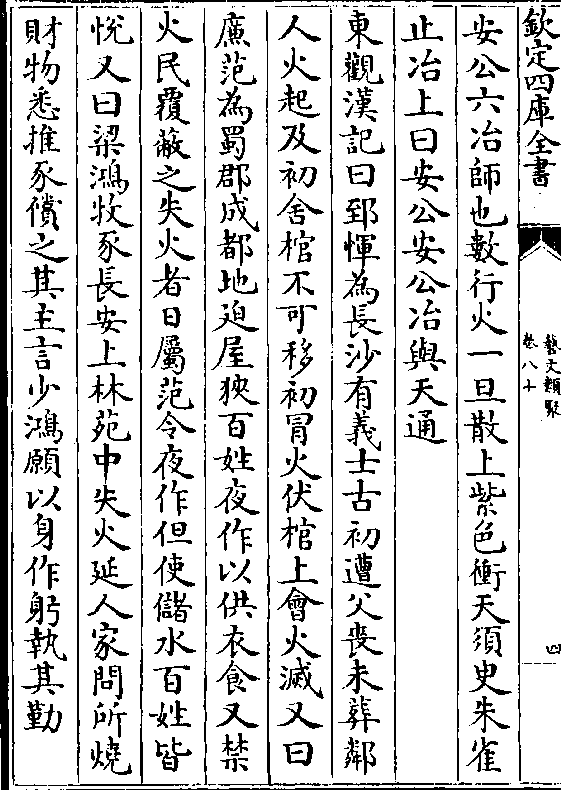 欽定四庫全書
藝文類聚
卷八十
四
安公六冶師也數行火一旦散上紫色衝天須史朱雀
止冶上曰安公安公冶與天通
東觀漢記曰郅惲為長沙有義士古初遭父喪未葬鄰
人火起及初舍棺不可移初冒火伏棺上會火滅又曰
廉范為蜀郡成都地迫屋狹百姓夜作以供衣食又禁
火民覆蔽之失火者日屬范令夜作但使儲水百姓皆
悅又曰梁鴻牧豕長安上林苑中失火延人家問所燒
財物悉推豕償之其主言少鴻願以身作躬執其勤